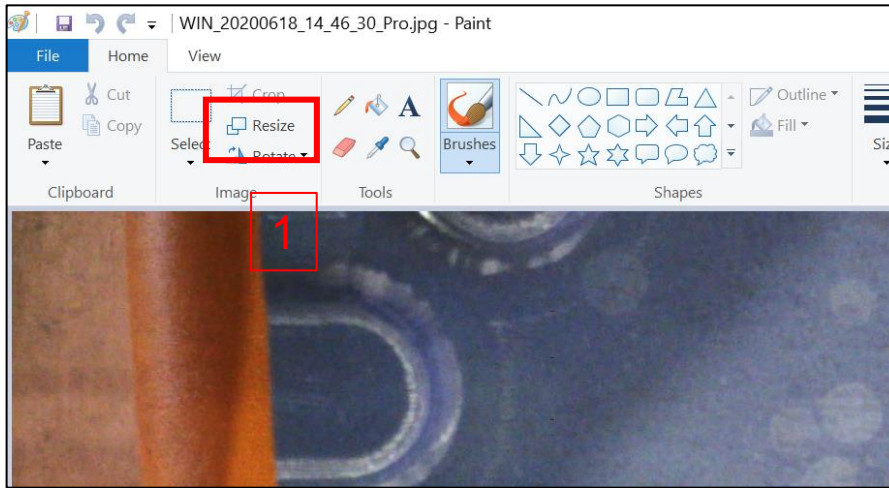 WIN_20200618_14_46_30_Pro.jpg - Paint
File Home View
Paste
Cut
Copy
Clipboard
Select
Crop
Resize
Rotate
Image
A
Tools
Brushes
Shapes
Outline
Fill
1